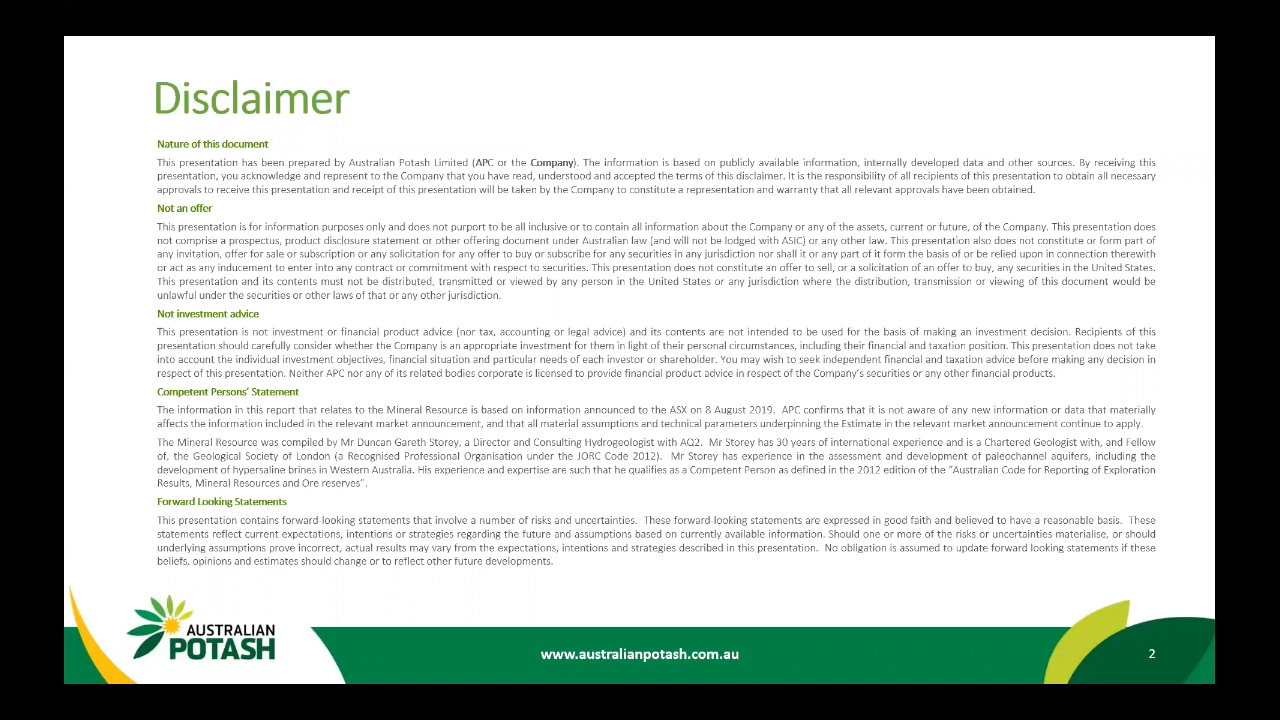 Disclaimer
Nature of this document
This presentation has been prepared by Australian Potash Limited (APC or the Company). The information is based on publicly available information, internally developed data and other sources. By receiving this
presentation, you acknowledge and represent to the Company that you have read, understood and accepted the terms of this disclaimer. It is the responsibility of all recipients of this presentation to obtain all necessary
approvals to receive this presentation and receipt of this presentation will be taken by the Company to constitute a representation and warranty that all relevant approvals have been obtained.
Not an offer
This presentation is for information purposes only and does not purport to be all inclusive or to contain all information about the Company or any of the assets, current or future, of the Company. This presentation does
not comprise a prospectus, product disclosure statement or other offering document under Australian law (and will not be lodged with ASIC) or any other law. This presentation also does not constitute or form part of
any invitation, offer for sale or subscription or any solicitation for any offer to buy or subscribe for any securities in any jurisdiction nor shall it or any part of it form the basis of or be relied upon in connection therewith
or act as any inducement to enter into any contract or commitment with respect to securities. This presentation does not constitute an offer to sell, or a solicitation of an offer to buy, any securities in the United States.
This presentation and its contents must not be distributed, transmitted or viewed by any person in the United States or any jurisdiction where the distribution, transmission or viewing of this document would be
unlawful under the securities or other laws of that or any other jurisdiction.
Not investment advice
This presentation is not investment or financial product advice (nor tax, accounting or legal advice) and its contents are not intended to be used for the basis of making an investment decision. Recipients of this
presentation should carefully consider whether the Company is an appropriate investment for them in light of their personal circumstances, including their financial and taxation position. This presentation does not take
into account the individual investment objectives, financial situation and particular needs of each investor or shareholder. You may wish to seek independent financial and taxation advice before making any decision in
respect of this presentation. Neither APC nor any of its related bodies corporate is licensed to provide financial product advice in respect of the Company's securities or any other financial products.
Competent Persons' Statement
The information in this report that relates to the Mineral Resource is based on information announced to the ASX on 8 August 2019. APC confirms that it is not aware of any new information or data that materially
affects the information included in the relevant market announcement, and that all material assumptions and technical parameters underpinning the Estimate in the relevant market announcement continue to apply.
The Mineral Resource was compiled by Mr Duncan Gareth Storey, a Director and Consulting Hydrogeologist with AQ2. Mr Storey has 30 years of international experience and is a Chartered Geologist with, and Fellow
of, the Geological Society of London (a Recognised Professional Organisation under the JORC Code 2012). Mr Storey has experience in the assessment and development of paleochannel aquifers, including the
development of hypersaline brines in Western Australia. His experience and expertise are such that he qualifies as a Competent Person as defined in the 2012 edition of the “Australian Code for Reporting of Exploration
Results, Mineral Resources and Ore reserves”.
Forward Looking Statements
This presentation contains forward-looking statements that involve a number of risks and uncertainties. These forward-looking statements are expressed in good faith and believed to have a reasonable basis. These
statements reflect current expectations, intentions or strategies regarding the future and assumptions based on currently available information. Should one or more of the risks or uncertainties materialise, or should
underlying assumptions prove incorrect, actual results may vary from the expectations, intentions and strategies described in this presentation. No obligation is assumed to update forward looking statements if these
beliefs, opinions and estimates should change or to reflect other future developments.
AUSTRALIAN
POTASH
www.australianpotash.com.au
2